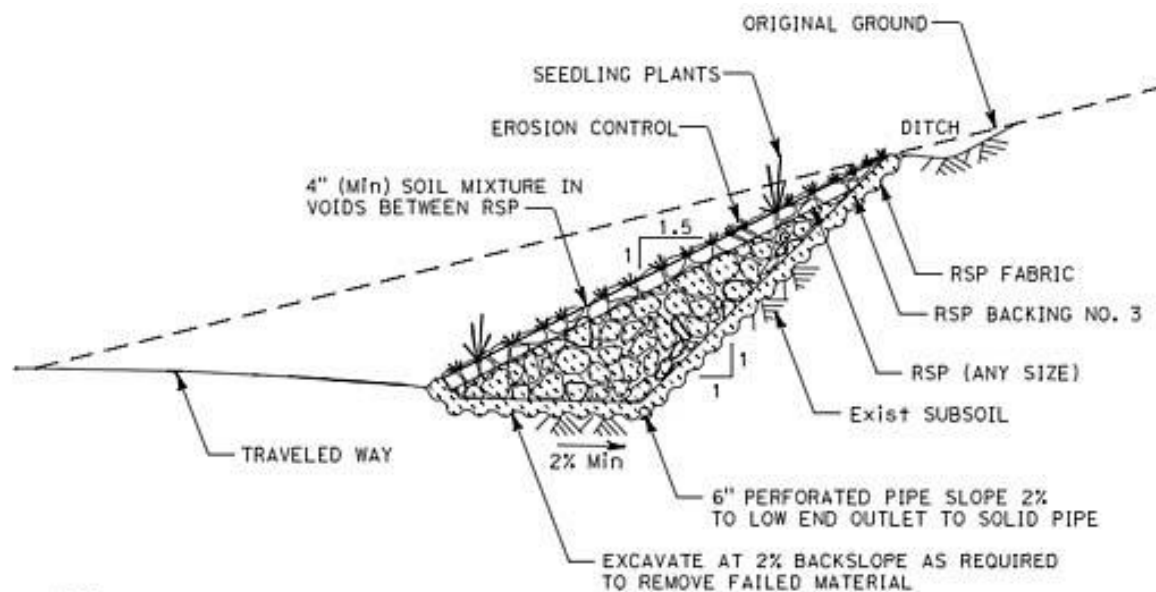 ORIGINAL GROUND
SEEDLING PLANTS
DITCH
EROSION CONTROL
4" (Min) SOIL MIXTURE IN
VOIDS BETWEEN RSP
1.5
1
RSP FABRIC
RSP BACKING NO. 3
1
1
RSP (ANY SIZE)
Exist SUBSOIL
TRAVELED WAY
2% Min
6" PERFORATED PIPE SLOPE 2%
TO LOW END OUTLET TO SOLID PIPE
EXCAVATE AT 2% BACKSLOPE AS REQUIRED
TO REMOVE FAILED MATERIAL